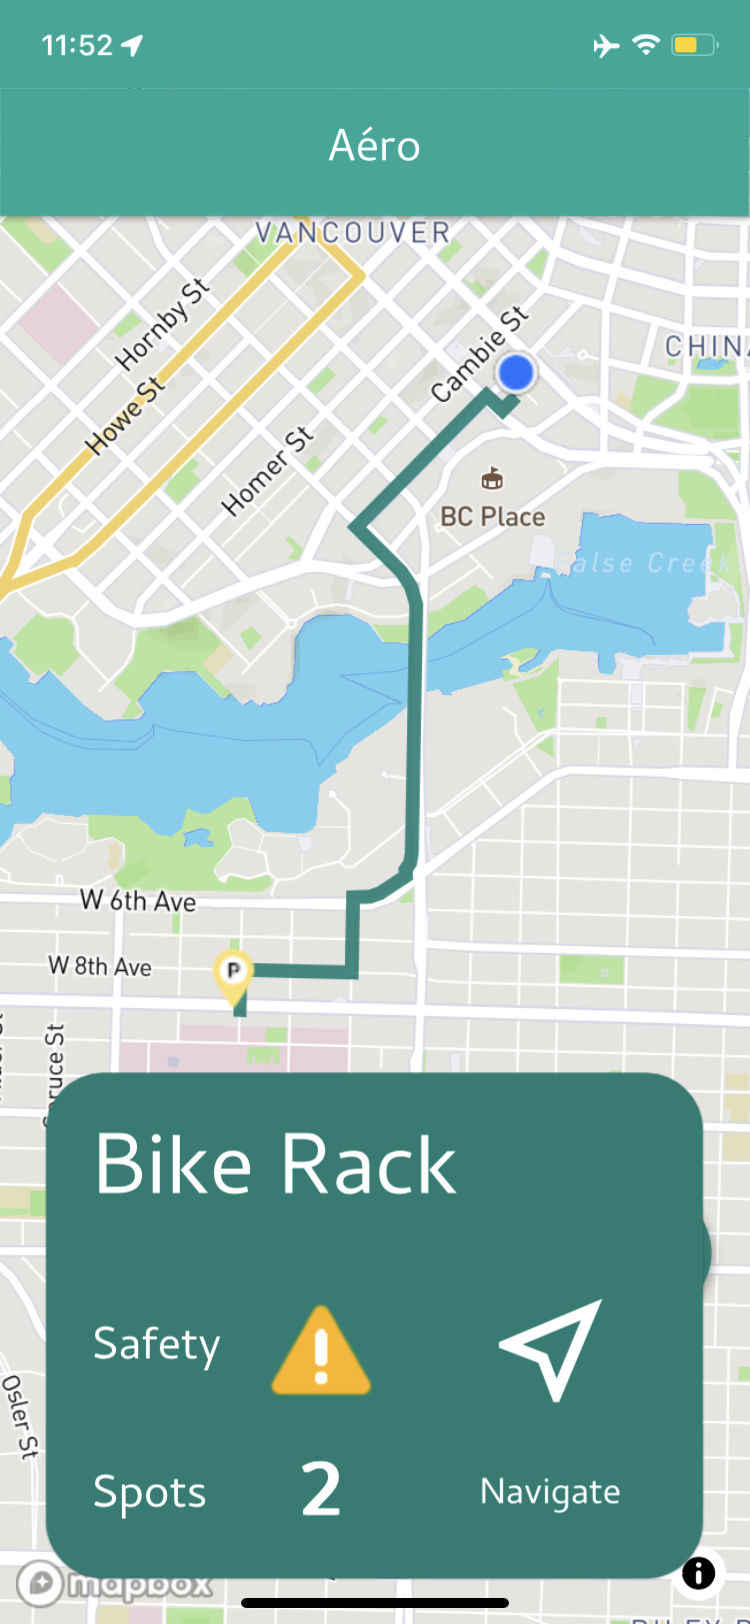 11:52
Aéro
VANCOUVER
Hornby St
Cambie St
CHINA
Howe St
Homer St
BC Place
False Creek
W 6th Ave
W 8th Ave
P
Spruce St
Bike Rack
Safety
Osler St
Spots 2 Navigate
mapbox